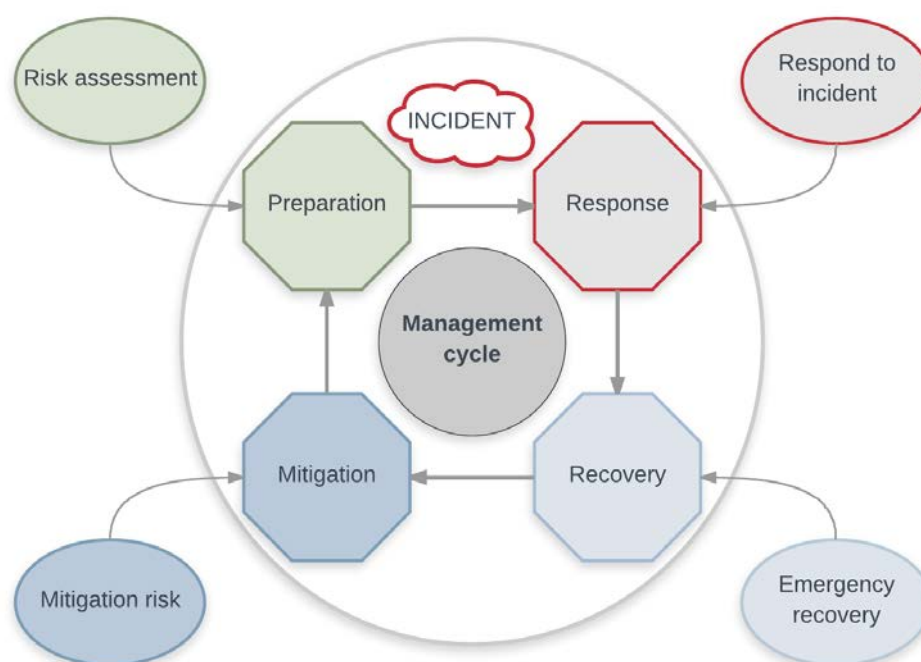 Risk assessment
INCIDENT
Respond to
incident
Preparation
Response
Management
cycle
Mitigation
Recovery
Mitigation risk
Emergency
recovery